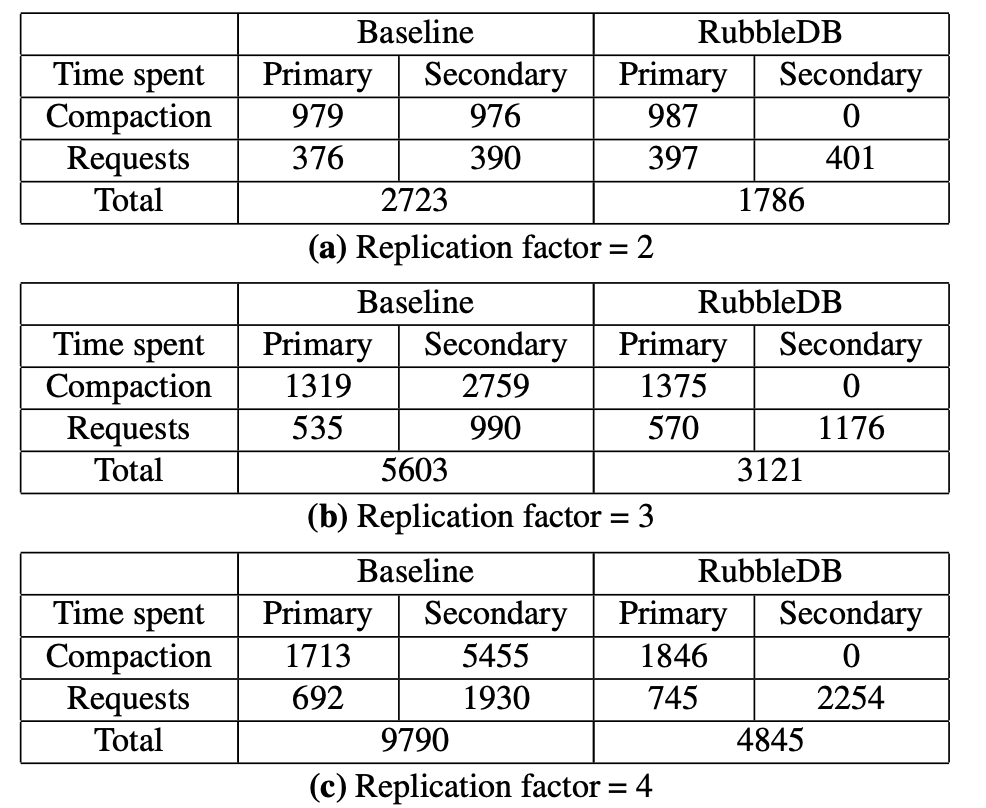 Baseline RubbleDB
Time spent Primary Secondary Primary Secondary
Compaction 979 976 987 0
Requests 376 390 397 401
Total 2723 1786
(a) Replication factor = 2
Baseline RubbleDB
Time spent Primary Secondary Primary Secondary
Compaction 1319 2759 1375 0
Requests 535 990 570 1176
Total 5603 3121
(b) Replication factor = 3
Baseline RubbleDB
Time spent Primary Secondary Primary Secondary
Compaction 1713 5455 1846 0
Requests 692 1930 745 2254
Total 9790 4845
(c) Replication factor = 4